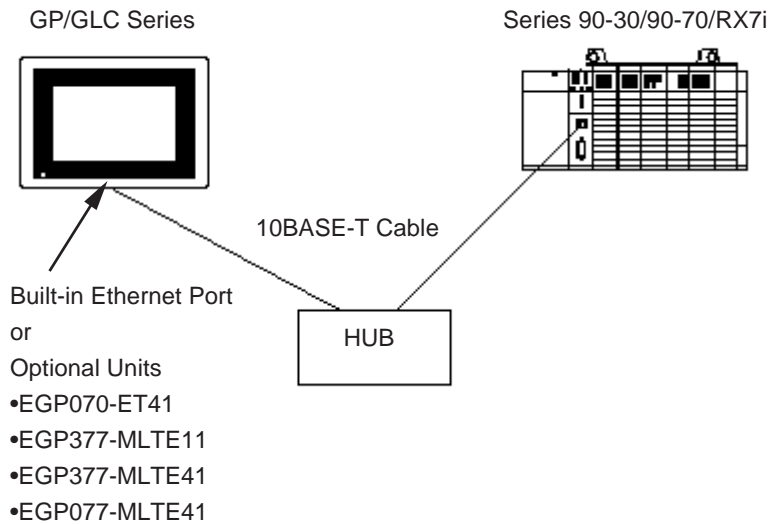 GP/GLC Series
Series 90-30/90-70/RX7i
10BASE-T Cable
Built-in Ethernet Port
or
Optional Units
•EGP070-ET41
•EGP377-MLTE11
•EGP377-MLTE41
•EGP077-MLTE41
HUB